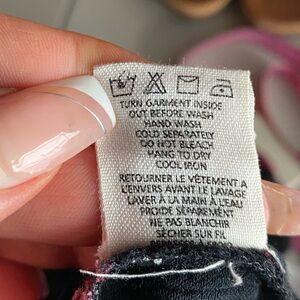 TURN GARMENT INSIDE
OUT BEFORE WASH
HAND WASH
COLD SEPARATELY
DO NOT BLEACH
HANG TO DRY
COOL IRON
RETOURNER LE VÊTEMENT A
L'ENVERS AVANT LE LAVAGE
LAVER À LA MAIN À L'EAU
FROIDE SÉPARÉMENT
NE PAS BLANCHIR
SÉCHER SUR FIL